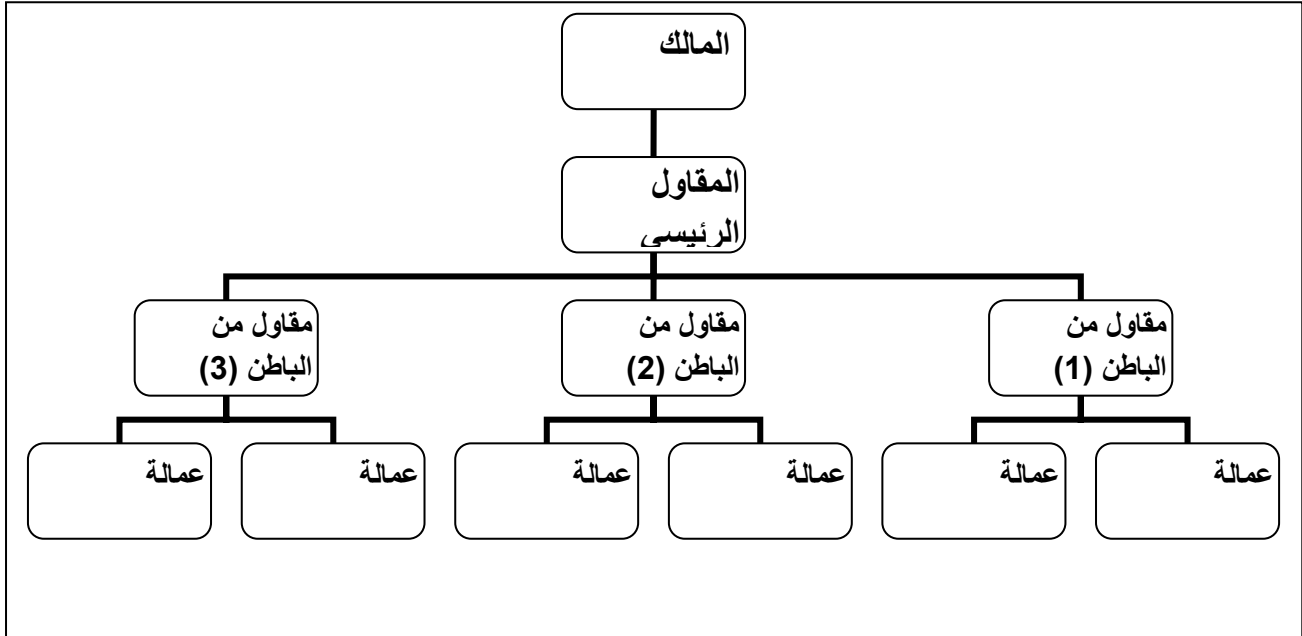 المالك
المقاول
الرئيسي
مقاول من
الباطن (1)
مقاول من
الباطن (2)
مقاول من
الباطن (3)
عمالة
عمالة
عمالة
عمالة
عمالة
عمالة